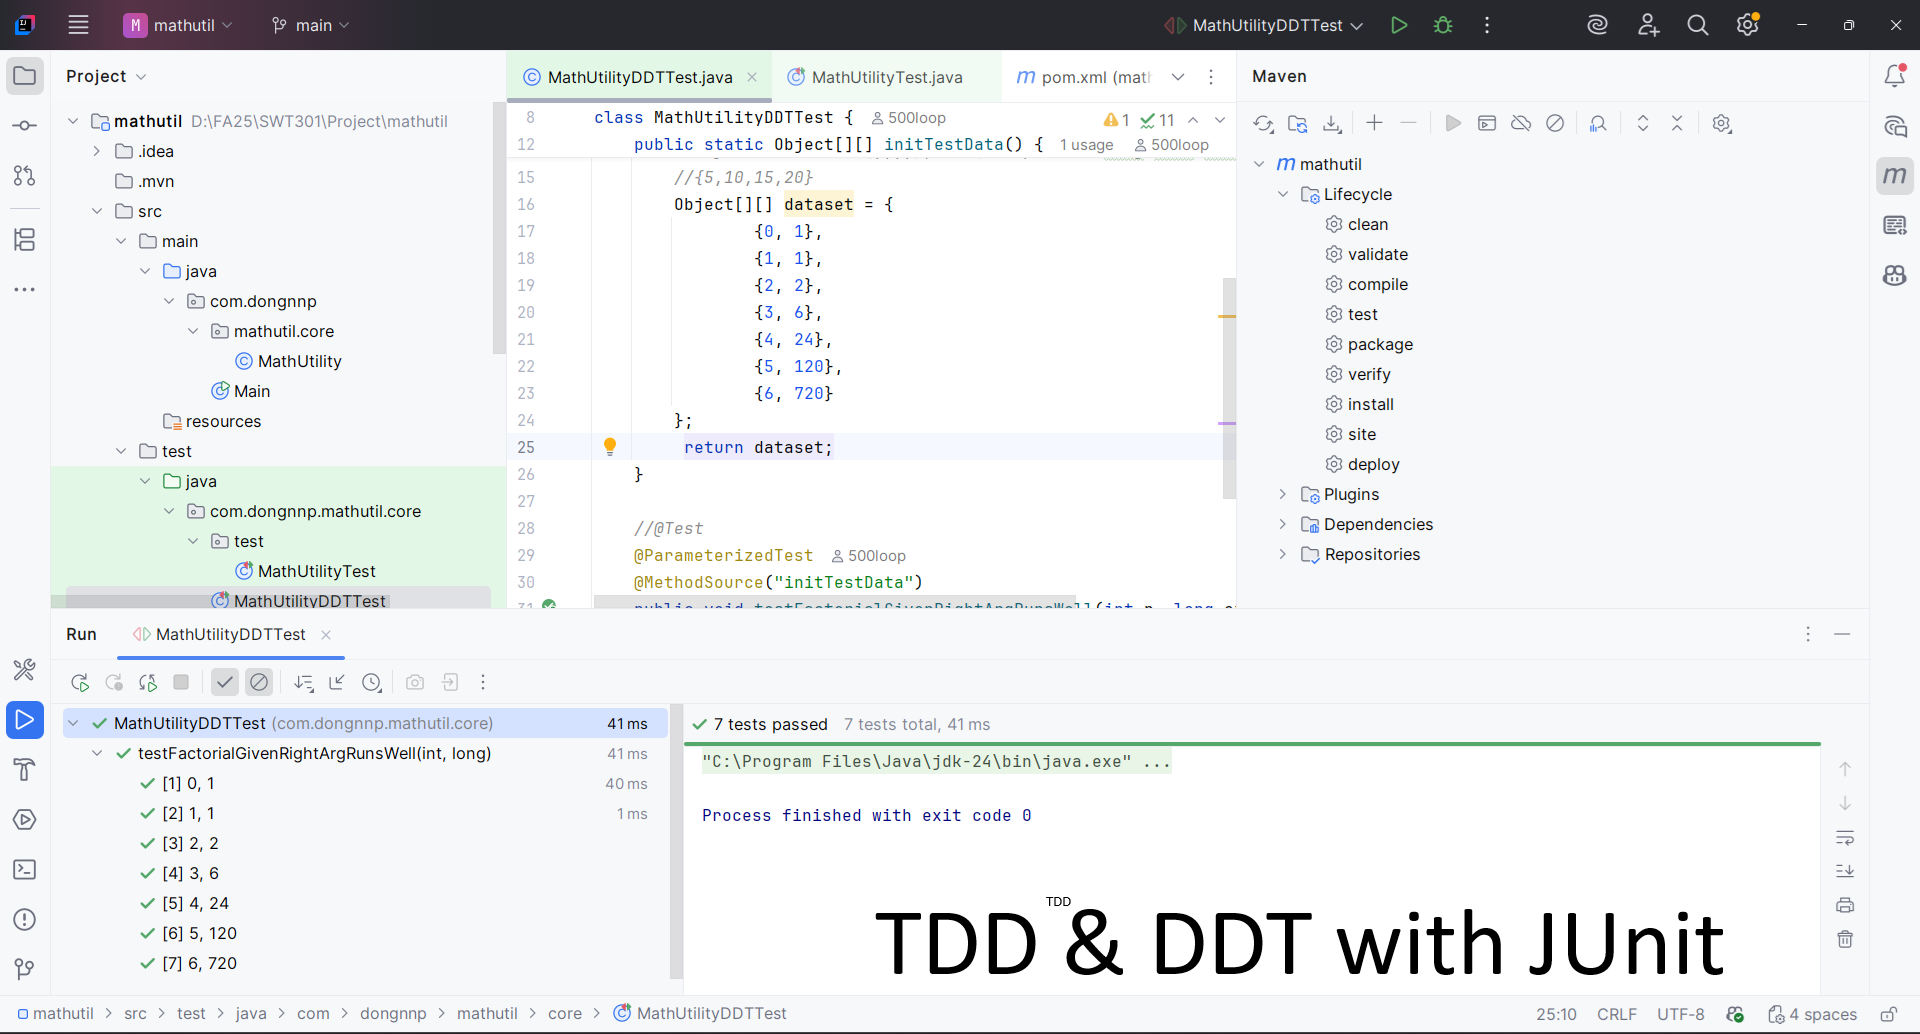 M mathutil main MathUtilityDDTTest
Project
mathutil D:\FA25\SWT301\Project\mathutil
.idea
.mvn
src
main
java
com.dongnnp
mathutil.core
MathUtility
Main
resources
test
java
com.dongnnp.mathutil.core
test
MathUtilityTest
MathUtilityDDTTest
MathUtilityDDTTest.java MathUtilityTest.java pom.xml (mat
8 class MathUtilityDDTTest { 500loop 1 11
12 public static Object[][] initTestData() { 1 usage 500loop
15 //{5,10,15,20}
16 Object[][] dataset = {
17 {0, 1},
18 {1, 1},
19 {2, 2},
20 {3, 6},
21 {4, 24},
22 {5, 120},
23 {6, 720}
24 };
25 return dataset;
26 }
27
28 //@Test
29 @ParameterizedTest 500loop
30 @MethodSource("initTestData")
31 public void testFactorialGivenRightArgRunsWell(int n, long e
Maven
m mathutil
Lifecycle
clean
validate
compile
test
package
verify
install
site
deploy
Plugins
Dependencies
Repositories
Run MathUtilityDDTTest
MathUtilityDDTTest (com.dongnnp.mathutil.core) 41 ms
testFactorialGivenRightArgRunsWell(int, long) 41 ms
[1] 0, 1 40 ms
[2] 1, 1 1 ms
[3] 2, 2
[4] 3, 6
[5] 4, 24
[6] 5, 120
[7] 6, 720
7 tests passed 7 tests total, 41 ms
"C:\Program Files\Java\jdk-24\bin\java.exe" ...
Process finished with exit code 0
TDD
TDD & DDT with JUnit
mathutil > src > test > java > com > dongnnp > mathutil > core > MathUtilityDDTTest 25:10 CRLF UTF-8 4 spaces